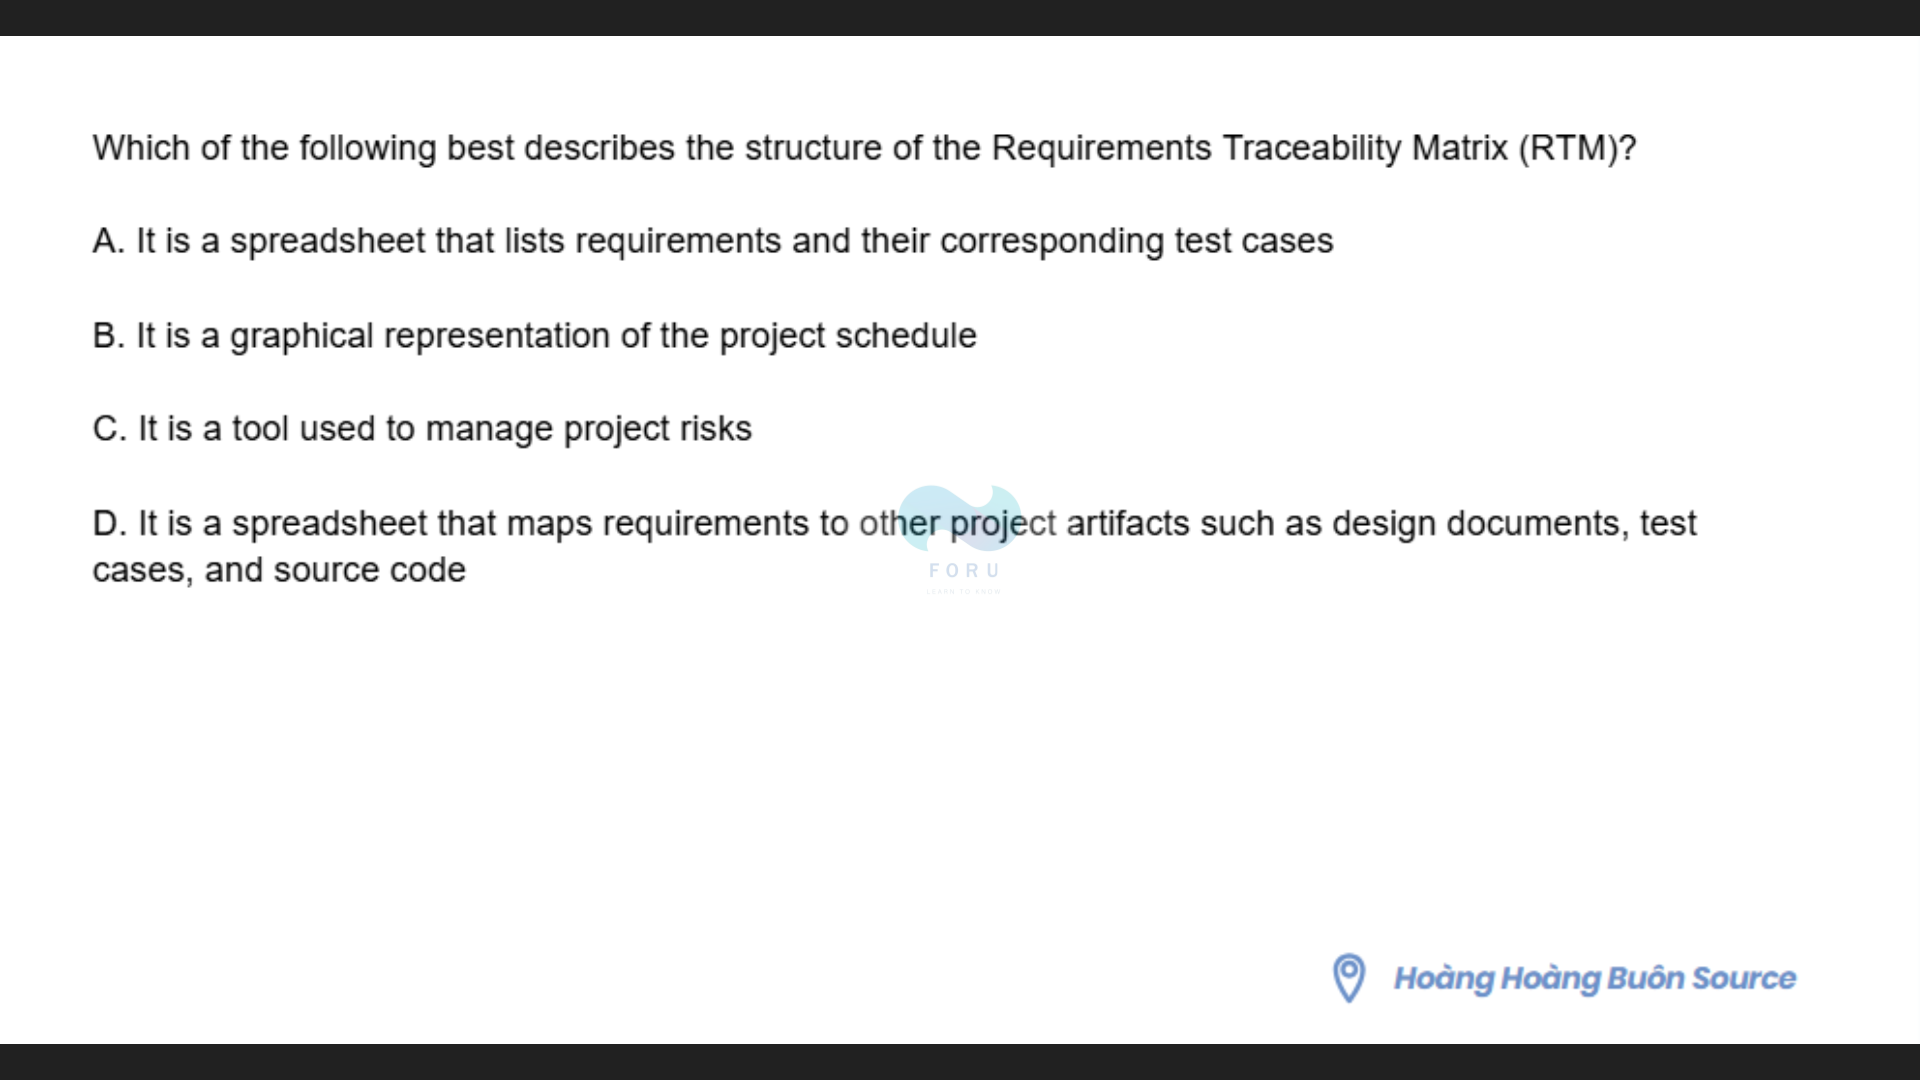 Which of the following best describes the structure of the Requirements Traceability Matrix (RTM)?
A. It is a spreadsheet that lists requirements and their corresponding test cases
B. It is a graphical representation of the project schedule
C. It is a tool used to manage project risks
D. It is a spreadsheet that maps requirements to other project artifacts such as design documents, test
cases, and source code
FORU
LEARN TO KNOW
Hoàng Hoàng Buôn Source